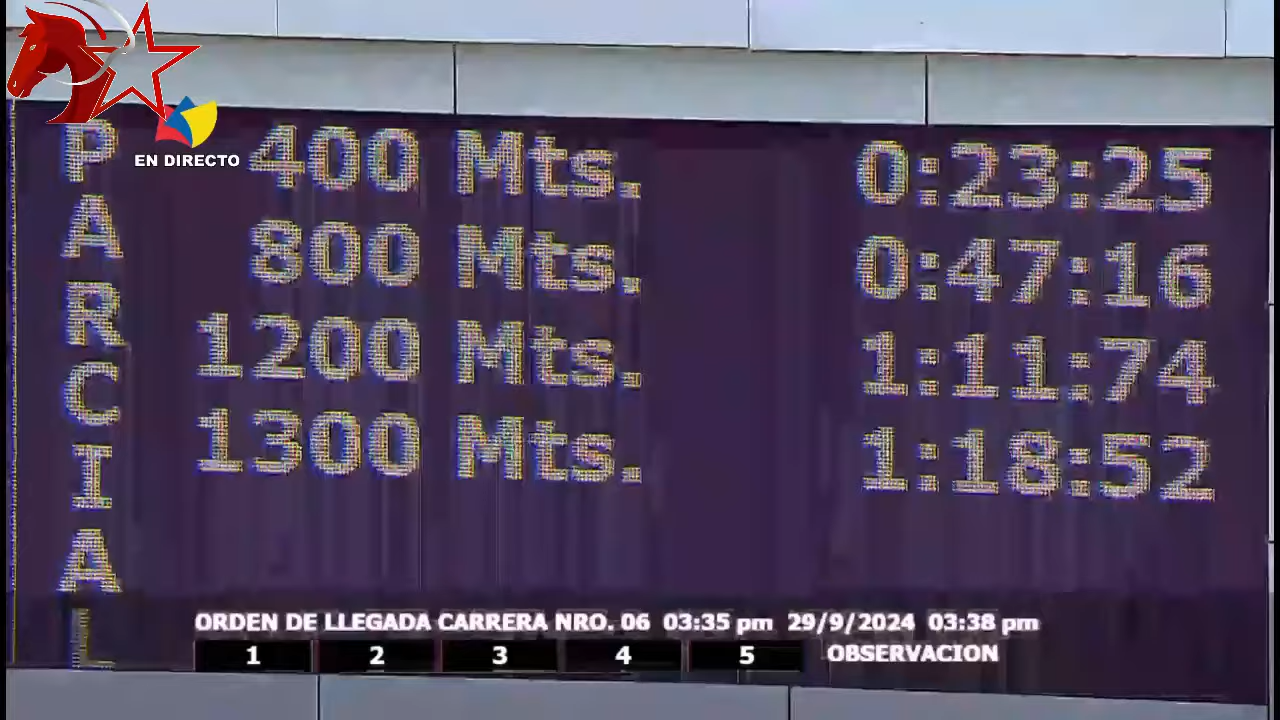 PARCIAL
EN DIRECTO
400 Mts. 0:23:25
800 Mts. 0:47:16
1200 Mts. 1:11:74
1300 Mts. 1:18:52
ORDEN DE LLEGADA CARRERA NRO. 06 03:35 pm 29/9/2024 03:38 pm
1 2 3 4 5 OBSERVACION